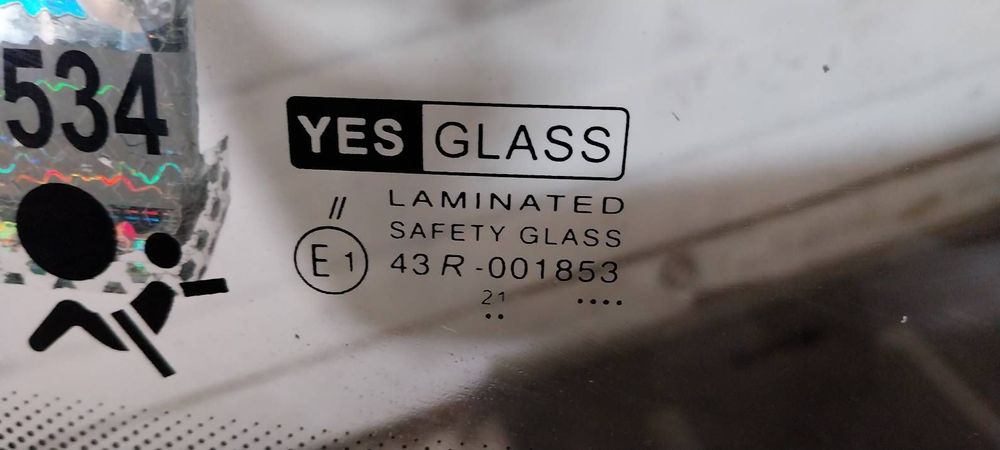 534
YES GLASS
//
LAMINATED
SAFETY GLASS
E1
43R-001853
21
.. ....